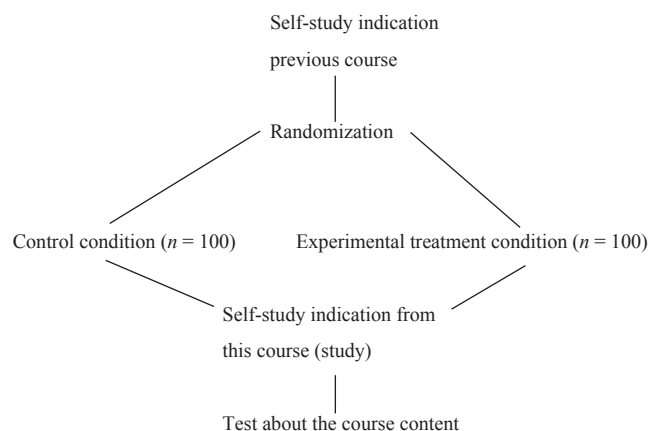 Self-study indication
previous course
Randomization
Control condition (n = 100)
Experimental treatment condition (n = 100)
Self-study indication from
this course (study)
Test about the course content